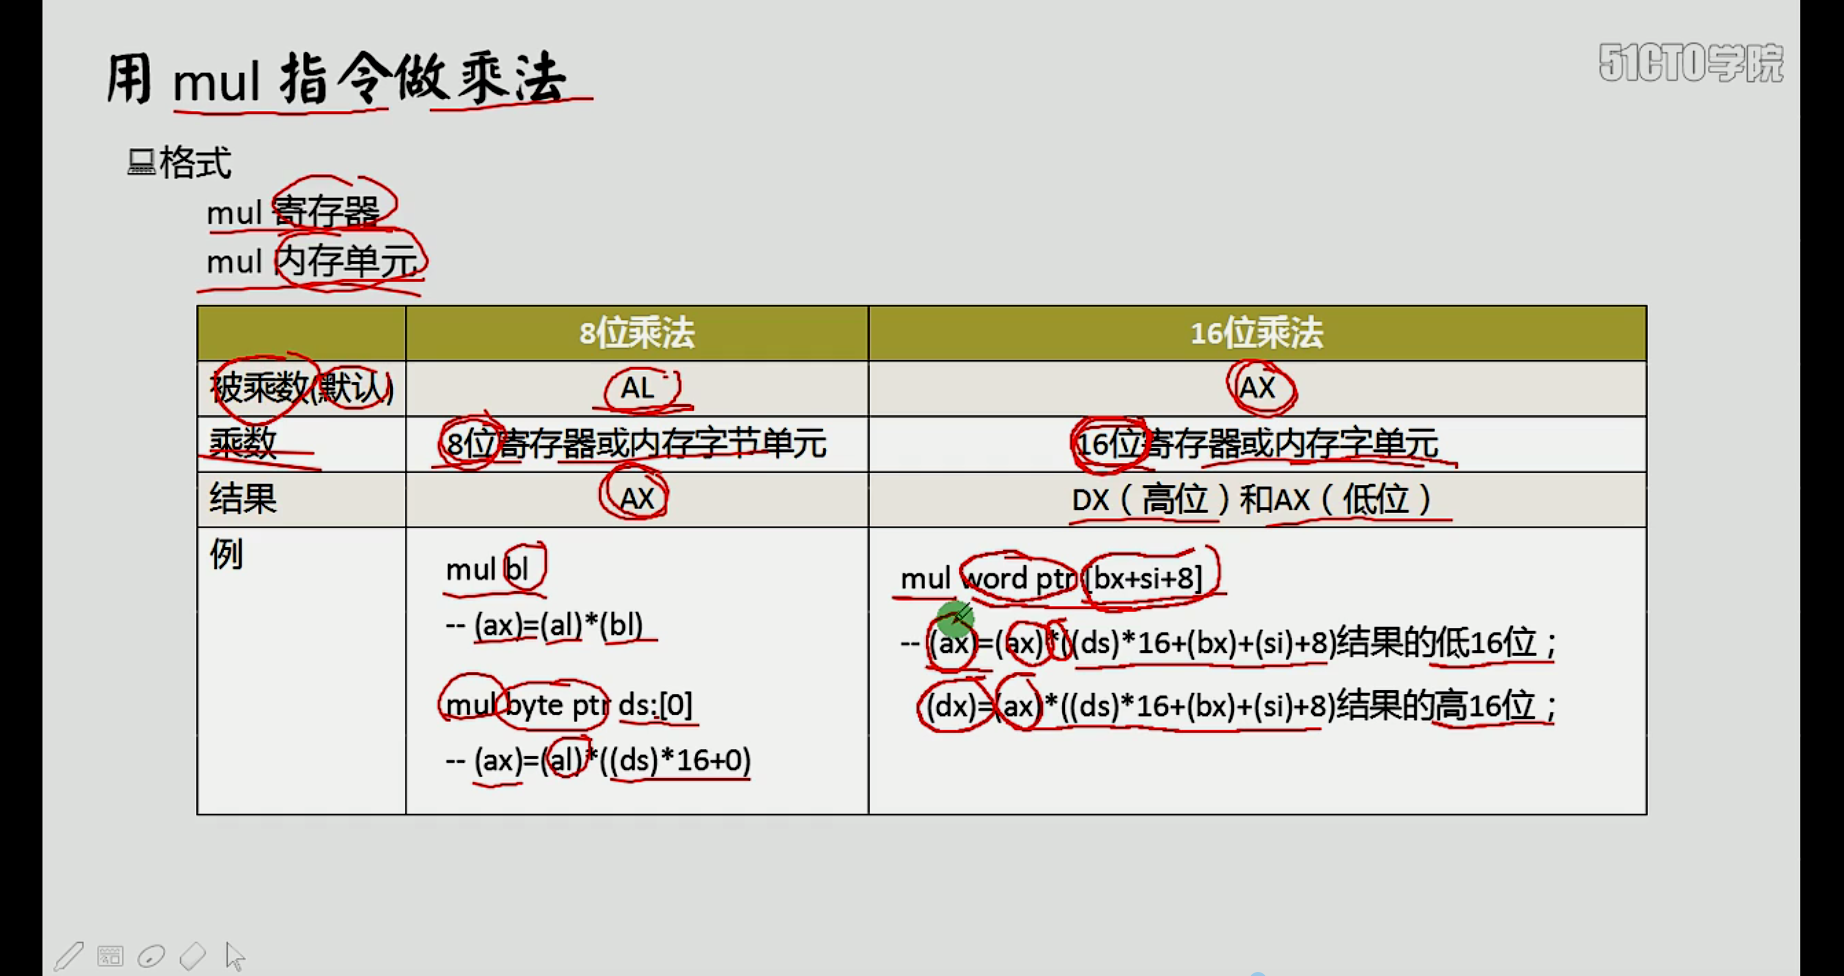 用 mul 指令做乘法
51CTO学院
格式
mul 寄存器
mul 内存单元
8位乘法 16位乘法
被乘数(默认) AL AX
乘数 8位寄存器或内存字节单元 16位寄存器或内存字单元
结果 AX DX（高位）和AX（低位）
例
mul bl
-- (ax)=(al)*(bl)
mul byte ptr ds:[0]
-- (ax)=(al)*((ds)*16+0)
mul word ptr [bx+si+8]
-- (ax)=(ax)*((ds)*16+(bx)+(si)+8)结果的低16位；
(dx)=(ax)*((ds)*16+(bx)+(si)+8)结果的高16位；